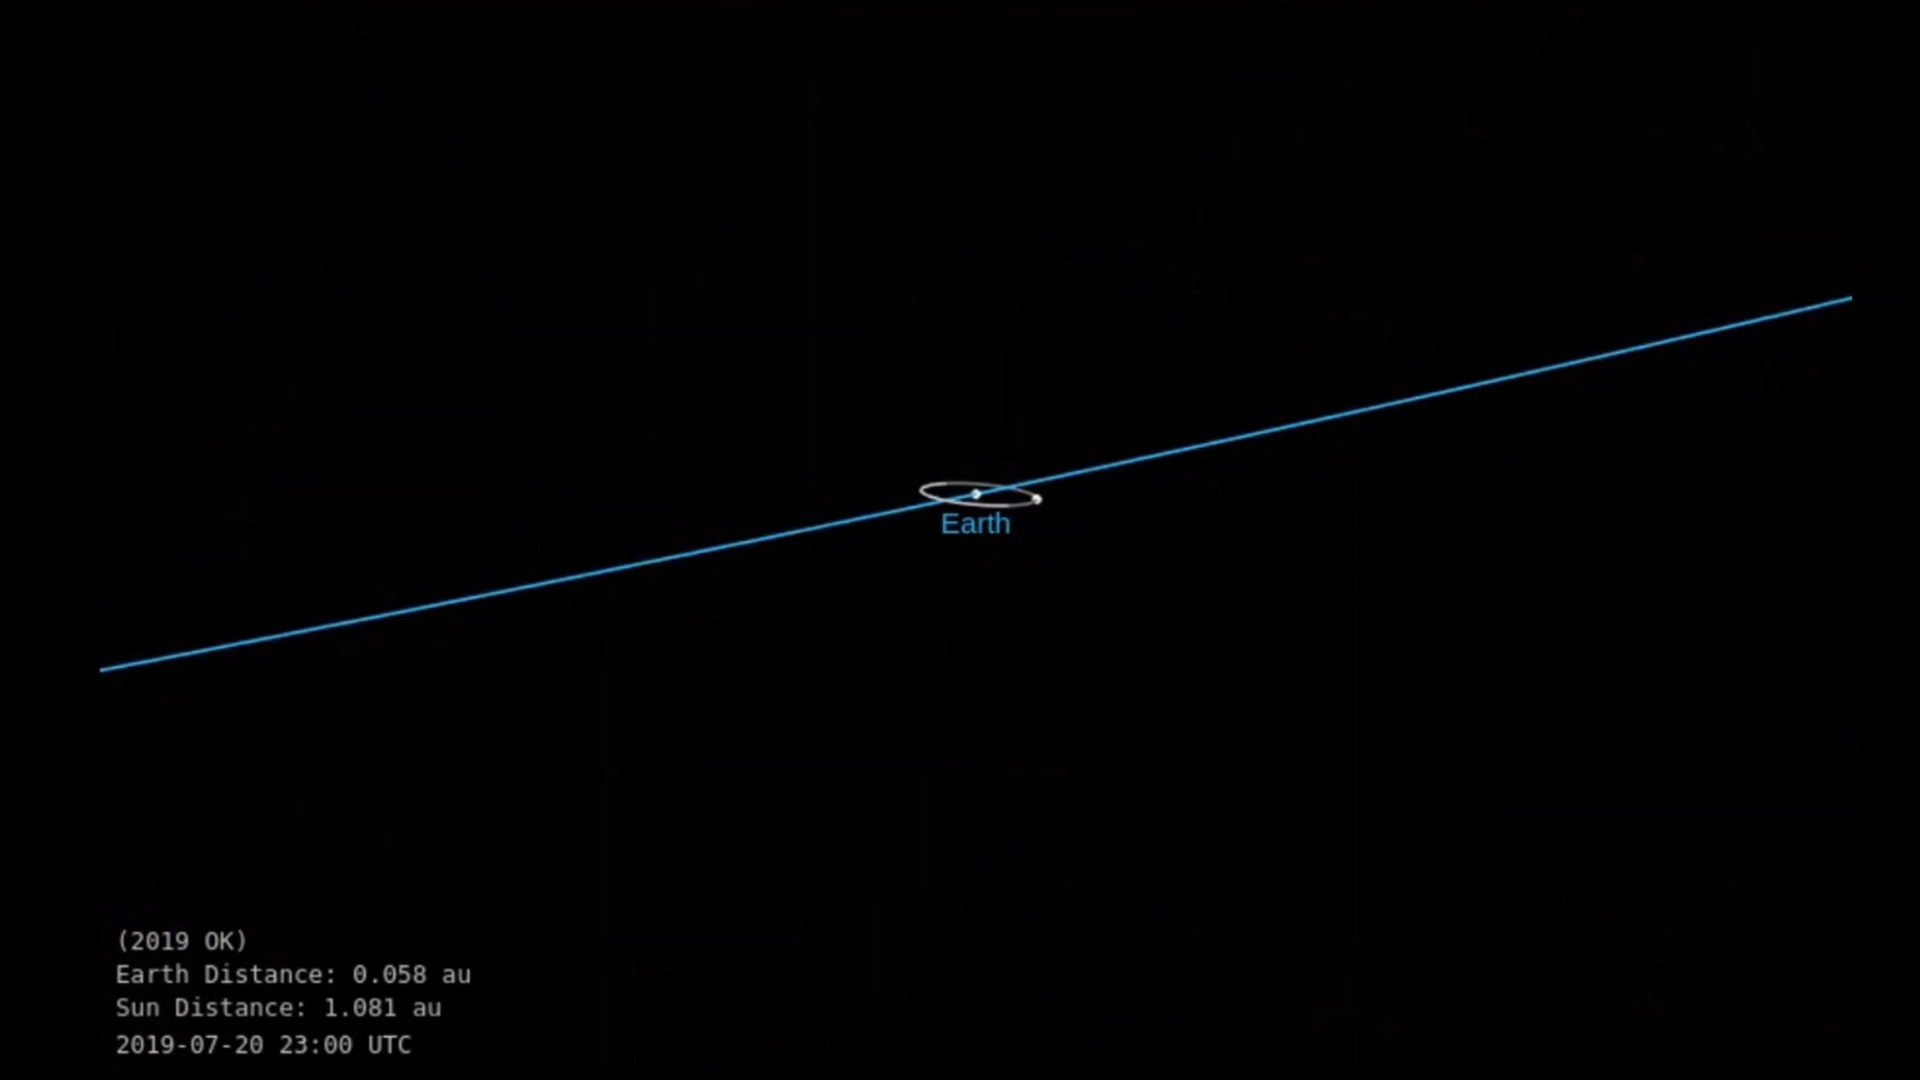 Earth
(2019 OK)
Earth Distance: 0.058 au
Sun Distance: 1.081 au
2019-07-20 23:00 UTC